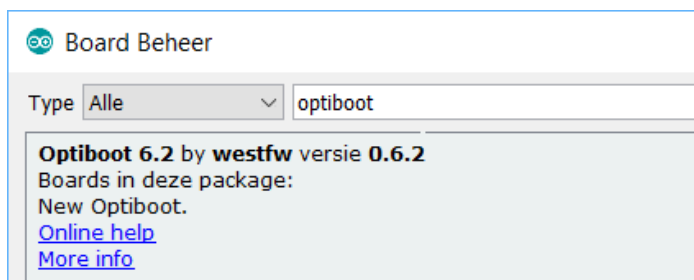 Board Beheer
Type Alle optiboot
Optiboot 6.2 by westfw versie 0.6.2
Boards in deze package:
New Optiboot.
Online help
More info